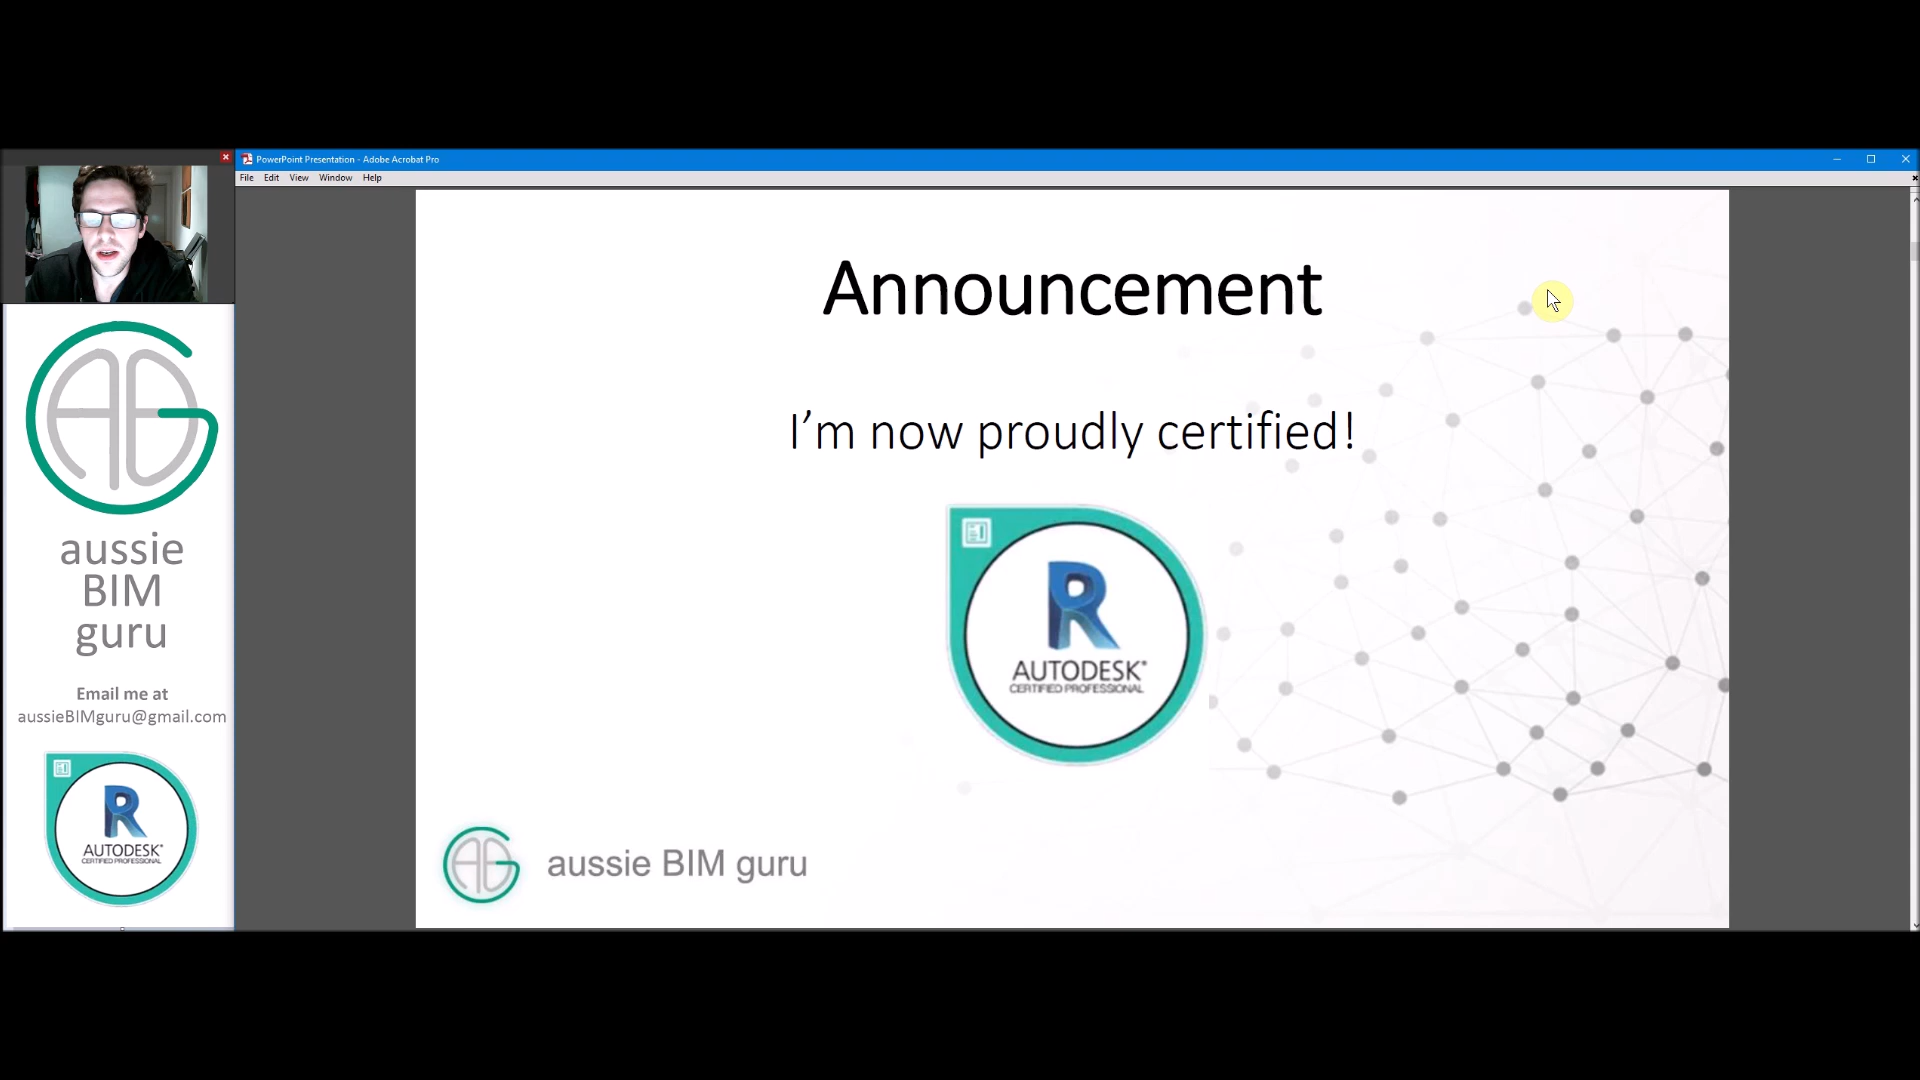 PowerPoint Presentation - Adobe Acrobat Pro
File Edit View Window Help
aussie
BIM
guru
Email me at
aussieBIMguru@gmail.com
R
AUTODESK®
CERTIFIED PROFESSIONAL
Announcement
I'm now proudly certified!
R
AUTODESK®
CERTIFIED PROFESSIONAL
aussie BIM guru